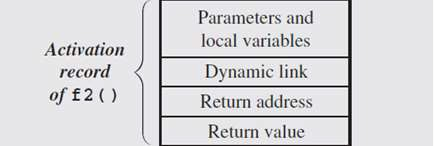 Activation
record
of f2()
Parameters and
local variables
Dynamic link
Return address
Return value